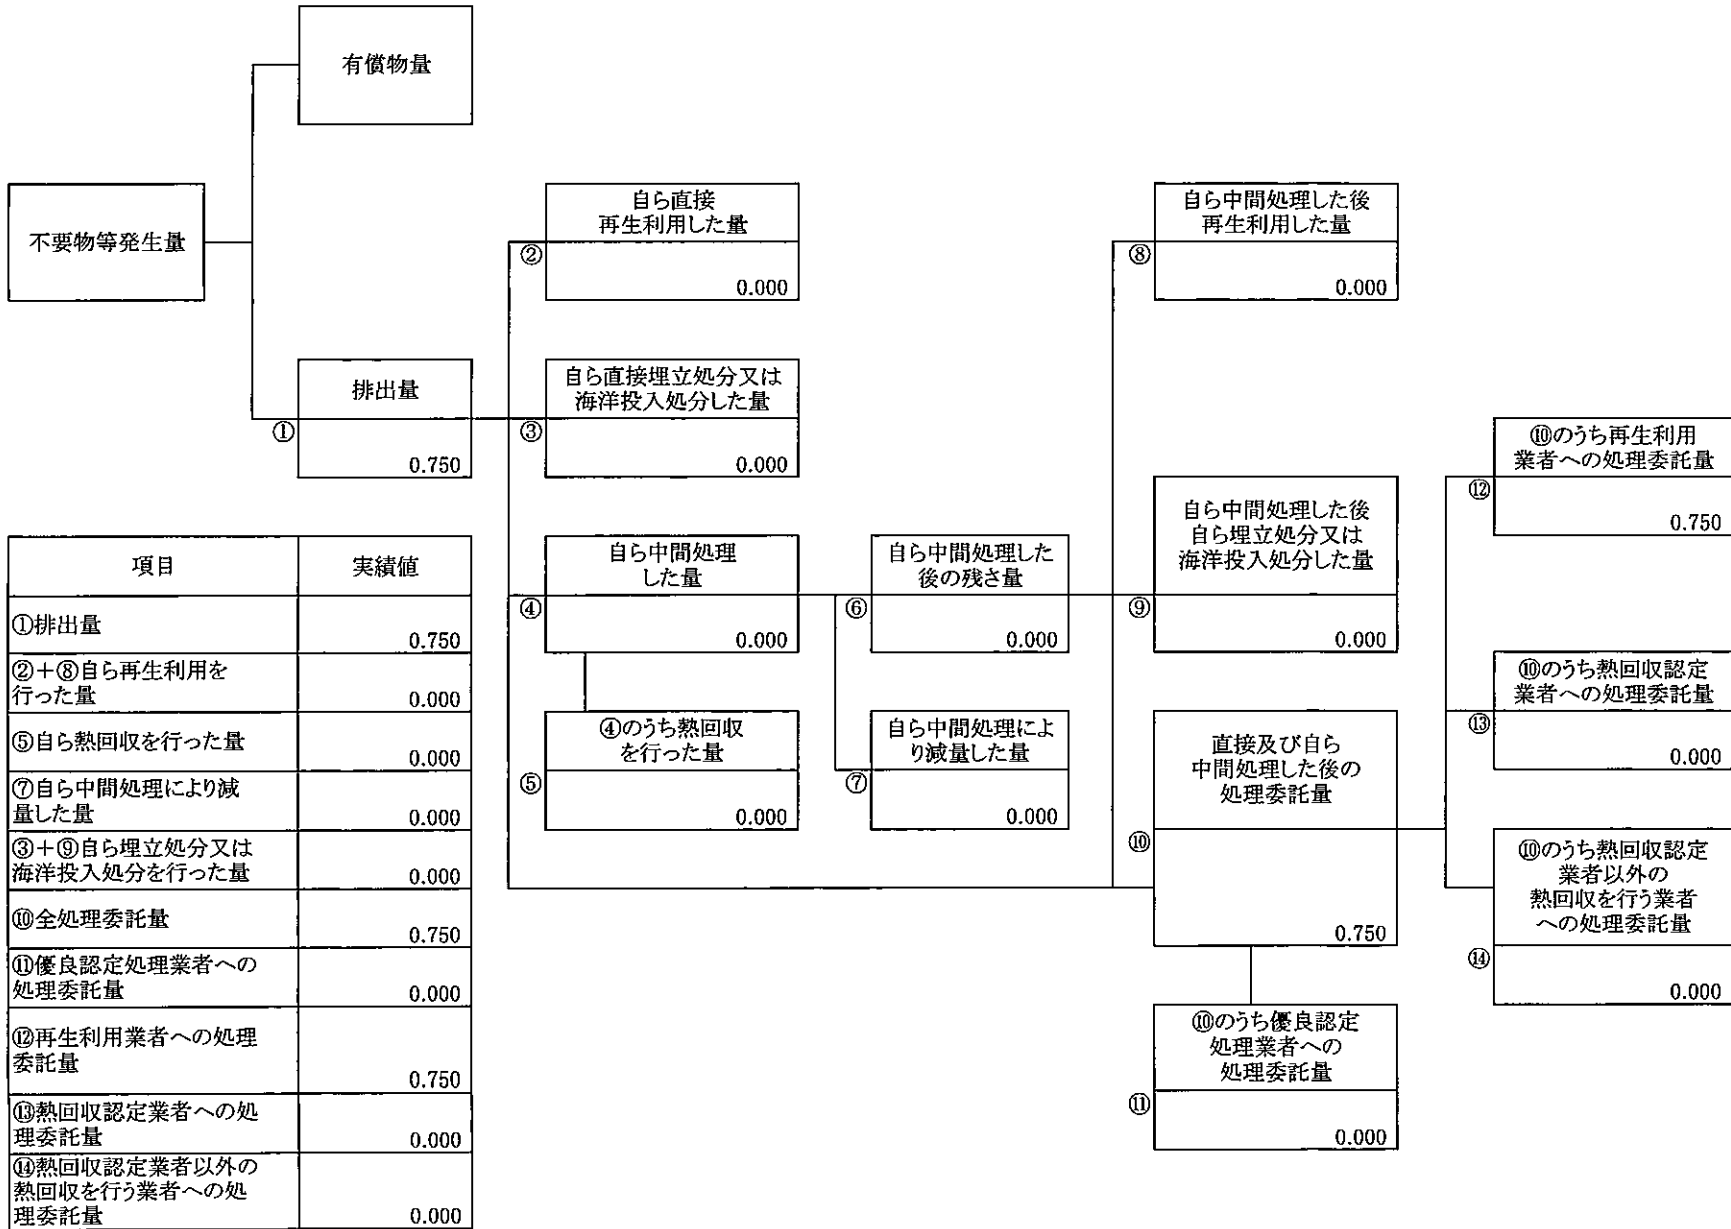 有償物量
不要物等発生量
自ら直接
再生利用した量
②
0.000
自ら中間処理した後
再生利用した量
⑧
0.000
排出量
①
0.750
自ら直接埋立処分又は
海洋投入処分した量
③
0.000
⑩のうち再生利用
業者への処理委託量
⑫
0.750
自ら中間処理
した量
④
0.000
自ら中間処理した
後の残さ量
⑥
0.000
自ら中間処理した後
自ら埋立処分又は
海洋投入処分した量
⑨
0.000
⑩のうち熱回収認定
業者への処理委託量
⑬
0.000
④のうち熱回収
を行った量
⑤
0.000
自ら中間処理によ
り減量した量
⑦
0.000
直接及び自ら
中間処理した後の
処理委託量
⑩
0.750
⑩のうち熱回収認定
業者以外の
熱回収を行う業者
への処理委託量
⑭
0.000
⑩のうち優良認定
処理業者への
処理委託量
⑪
0.000
項目 実績値
①排出量 0.750
②+⑧自ら再生利用を
行った量 0.000
⑤自ら熱回収を行った量 0.000
⑦自ら中間処理により減
量した量 0.000
③+⑨自ら埋立処分又は
海洋投入処分を行った量 0.000
⑩全処理委託量 0.750
⑪優良認定処理業者への
処理委託量 0.000
⑫再生利用業者への処理
委託量 0.750
⑬熱回収認定業者への処
理委託量 0.000
⑭熱回収認定業者以外の
熱回収を行う業者への処
理委託量 0.000